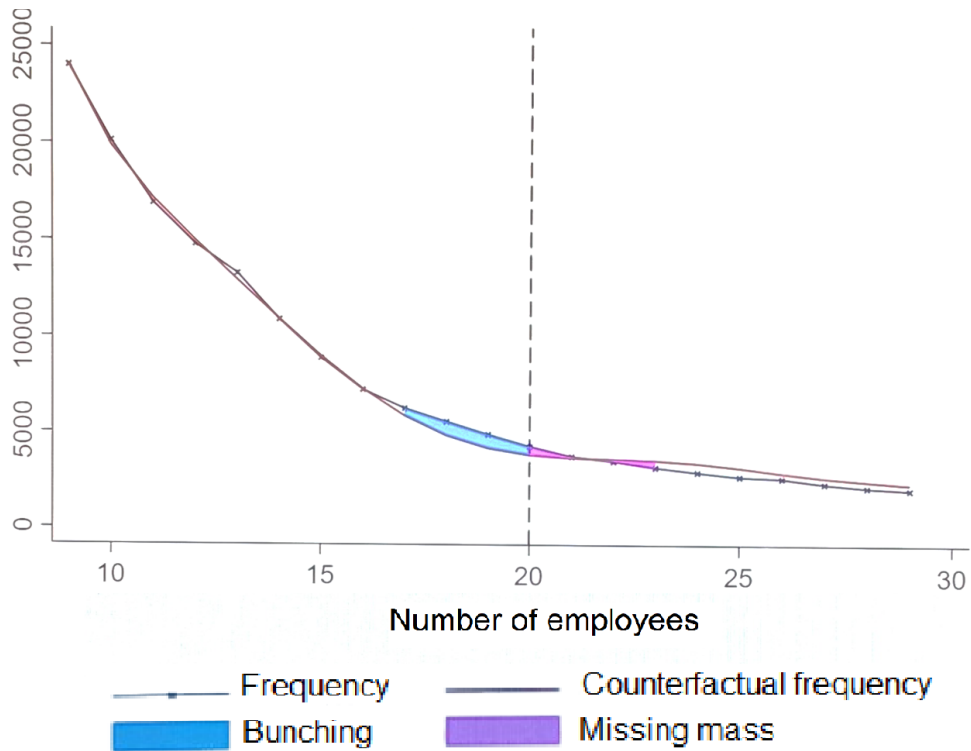 25000
20000
15000
10000
5000
0
10 15 20 25 30
Number of employees
Frequency Counterfactual frequency
Bunching Missing mass